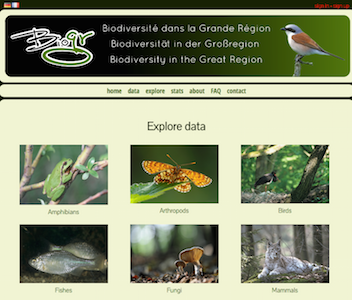 Biogr
Biodiversité dans la Grande Région
Biodiversität in der Großregion
Biodiversity in the Great Region
home data explore stats about FAQ contact
Explore data
Amphibians Arthropods Birds
Fishes Fungi Mammals